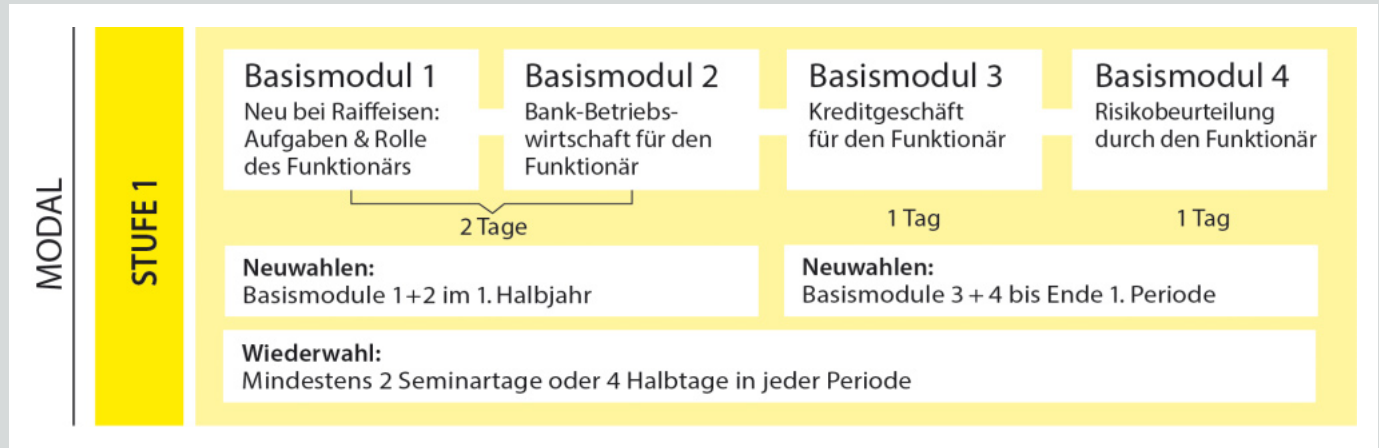 MODAL
STUFE 1
Basismodul 1
Neu bei Raiffeisen:
Aufgaben & Rolle
des Funktionärs
Basismodul 2
Bank-Betriebs-
wirtschaft für den
Funktionär
Basismodul 3
Kreditgeschäft
für den Funktionär
Basismodul 4
Risikobeurteilung
durch den Funktionär
2 Tage
1 Tag
1 Tag
Neuwahlen:
Basismodule 1+2 im 1. Halbjahr
Neuwahlen:
Basismodule 3 + 4 bis Ende 1. Periode
Wiederwahl:
Mindestens 2 Seminartage oder 4 Halbtage in jeder Periode